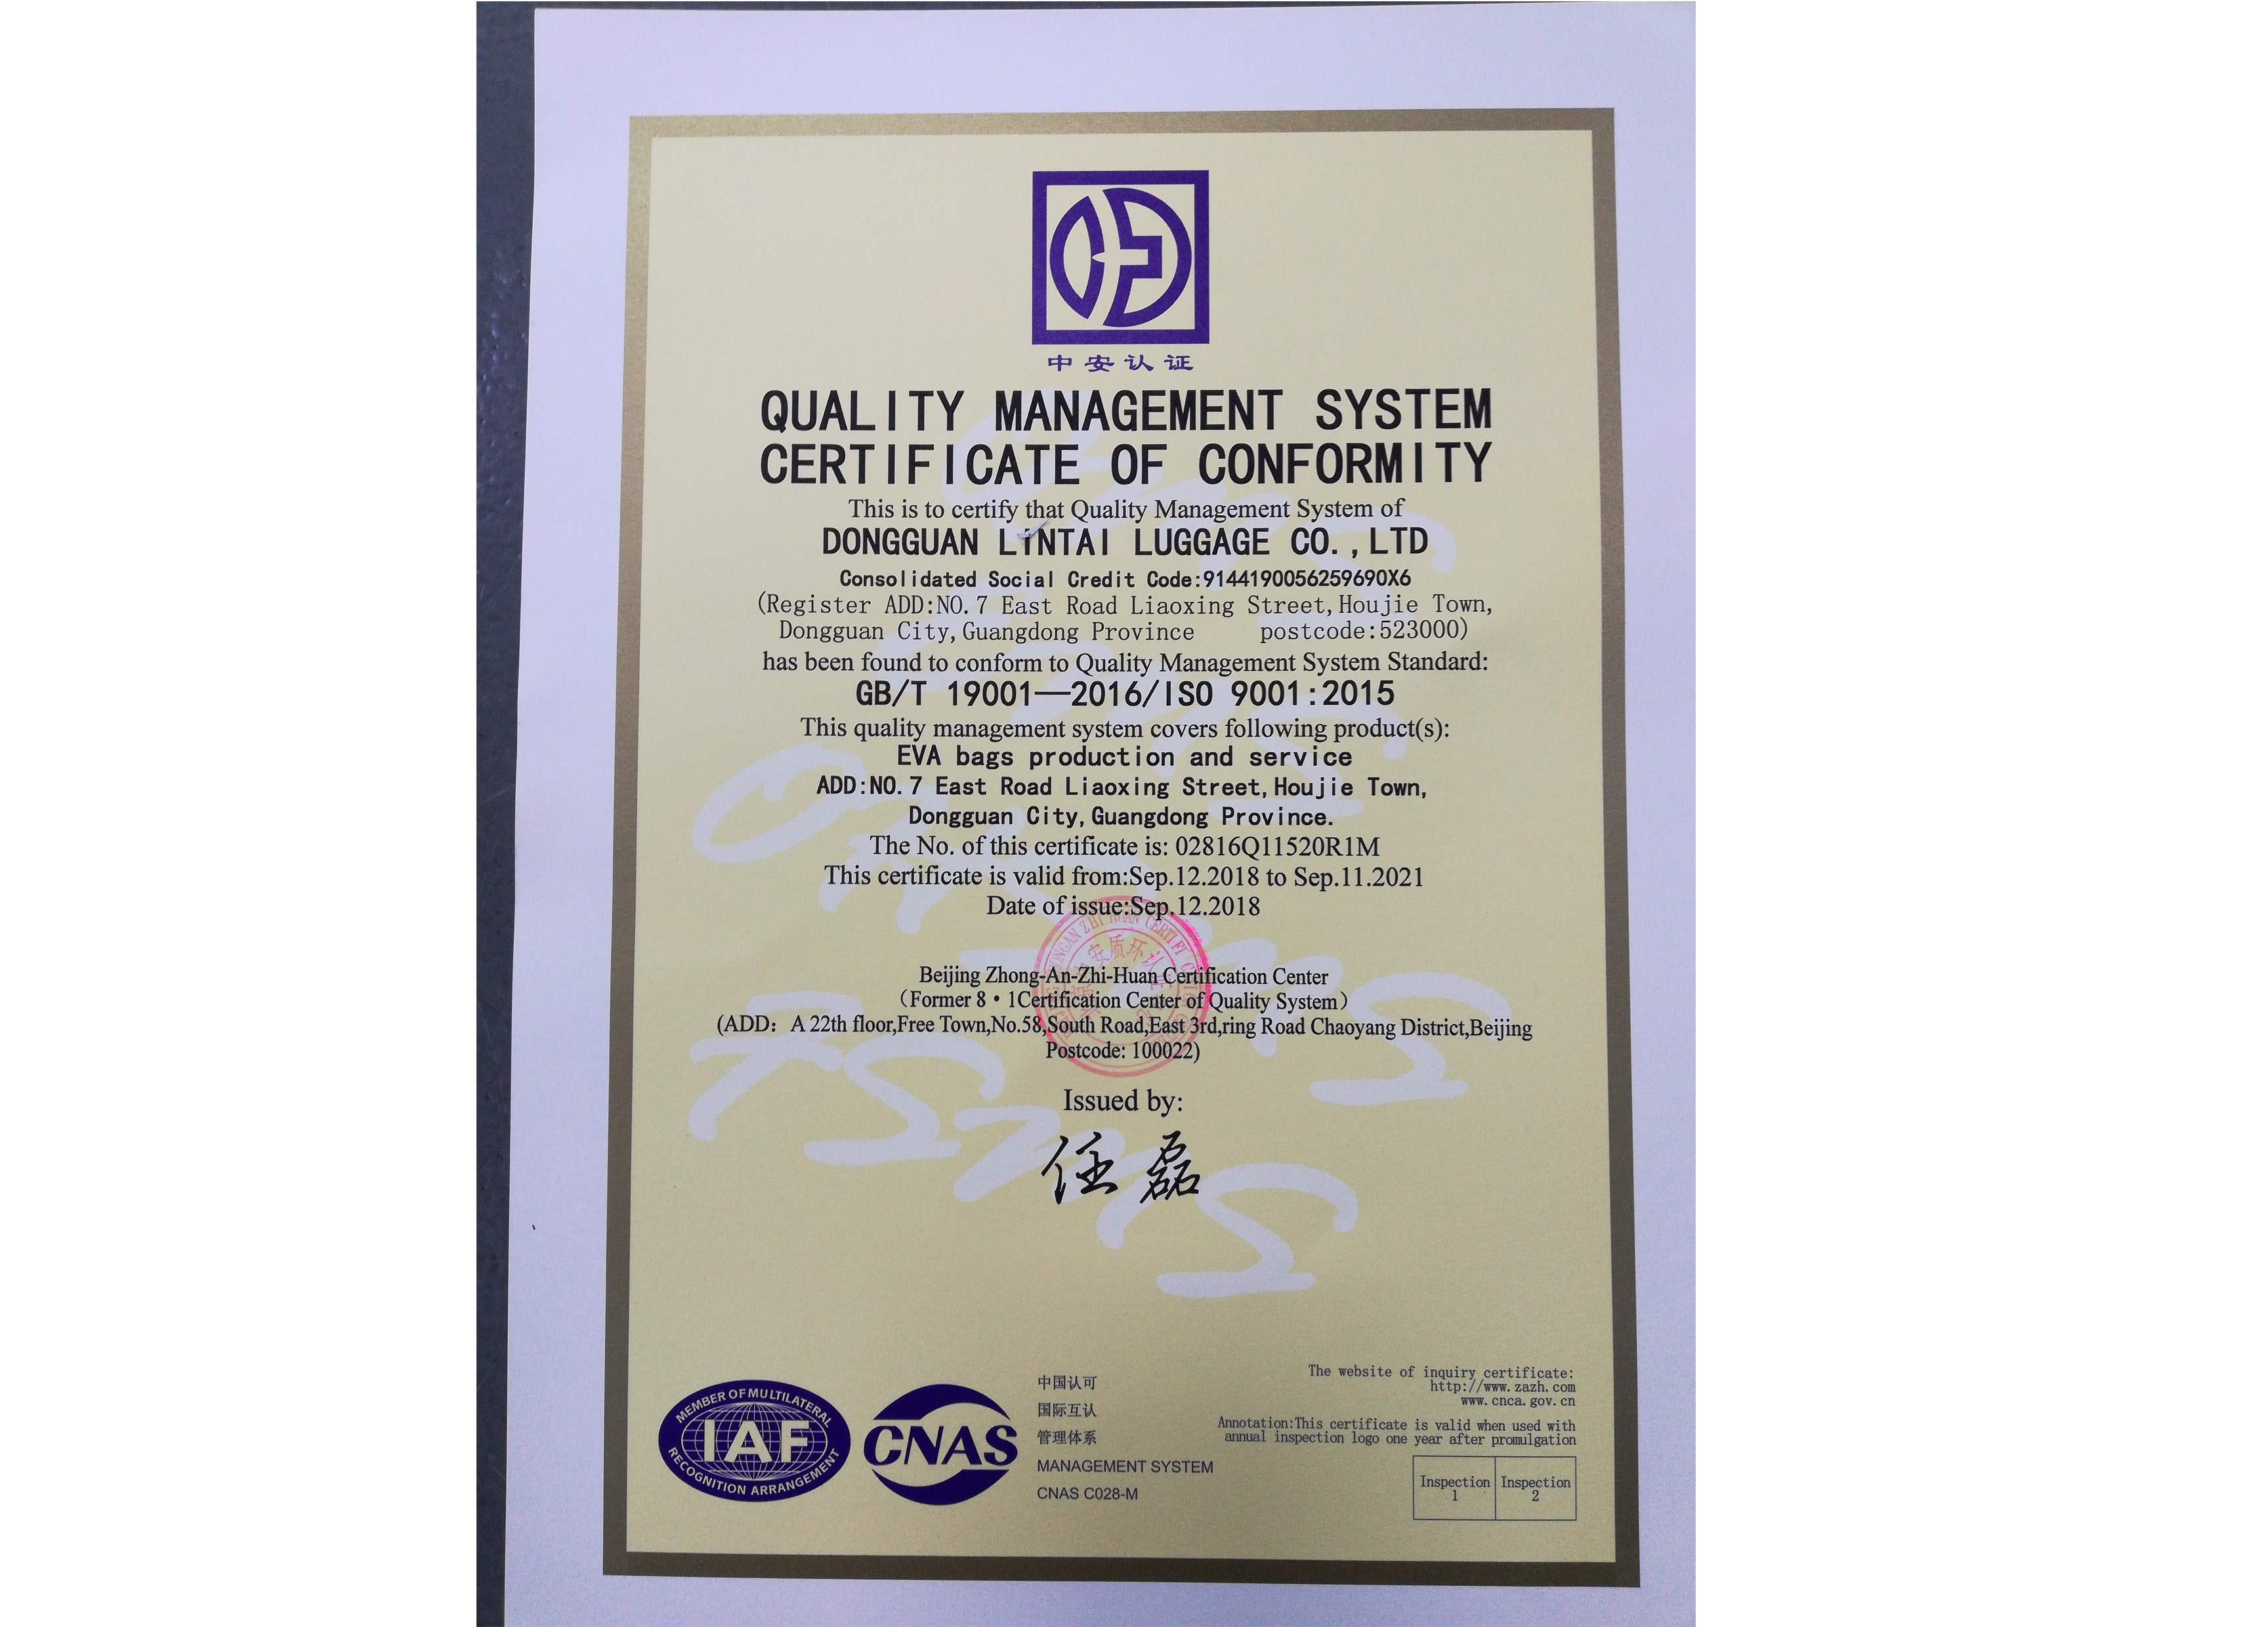 中安认证
QUALITY MANAGEMENT SYSTEM
CERTIFICATE OF CONFORMITY
This is to certify that Quality Management System of
DONGGUAN LINTAI LUGGAGE CO.,LTD
Consolidated Social Credit Code:9144190056259690X6
(Register ADD:NO.7 East Road Liaoxing Street,Houjie Town,
Dongguan City,Guangdong Province postcode:523000)
has been found to conform to Quality Management System Standard:
GB/T 19001—2016/ISO 9001:2015
This quality management system covers following product(s):
EVA bags production and service
ADD:NO.7 East Road Liaoxing Street,Houjie Town,
Dongguan City,Guangdong Province.
The No. of this certificate is: 02816Q11520R1M
This certificate is valid from:Sep.12.2018 to Sep.11.2021
Date of issue:Sep.12.2018
Beijing Zhong-An-Zhi-Huan Certification Center
（Former 8·1Certification Center of Quality System）
(ADD：A 22th floor,Free Town,No.58,South Road,East 3rd,ring Road Chaoyang District,Beijing
Postcode: 100022)
Issued by:
任磊
MEMBER OF MULTILATERAL
IAF
RECOGNITION ARRANGEMENT
CNAS
中国认可
国际互认
管理体系
MANAGEMENT SYSTEM
CNAS C028-M
The website of inquiry certificate:
http://www.zazh.com
www.cnca.gov.cn
Annotation:This certificate is valid when used with
annual inspection logo one year after promulgation
Inspection 1
Inspection 2